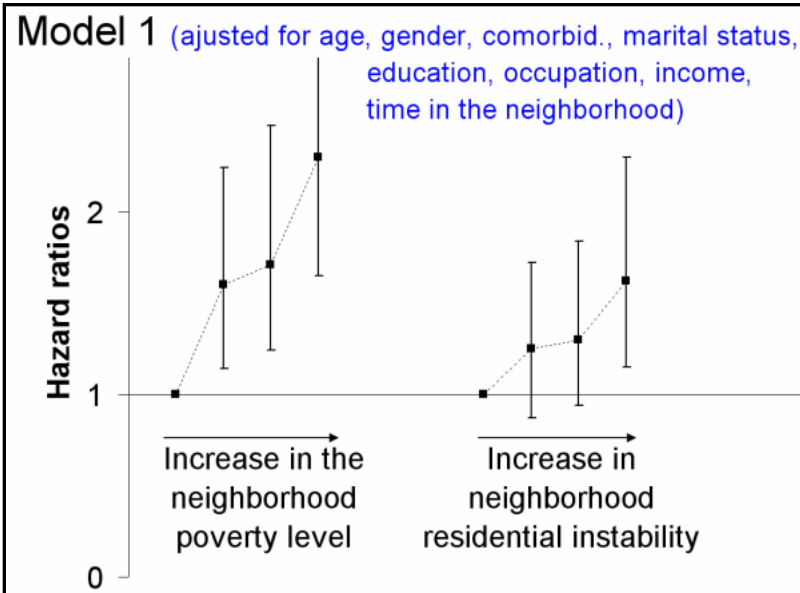 Model 1 (ajusted for age, gender, comorbid., marital status,
education, occupation, income,
time in the neighborhood)
Hazard ratios
2
1
0
Increase in the
neighborhood
poverty level
Increase in
neighborhood
residential instability